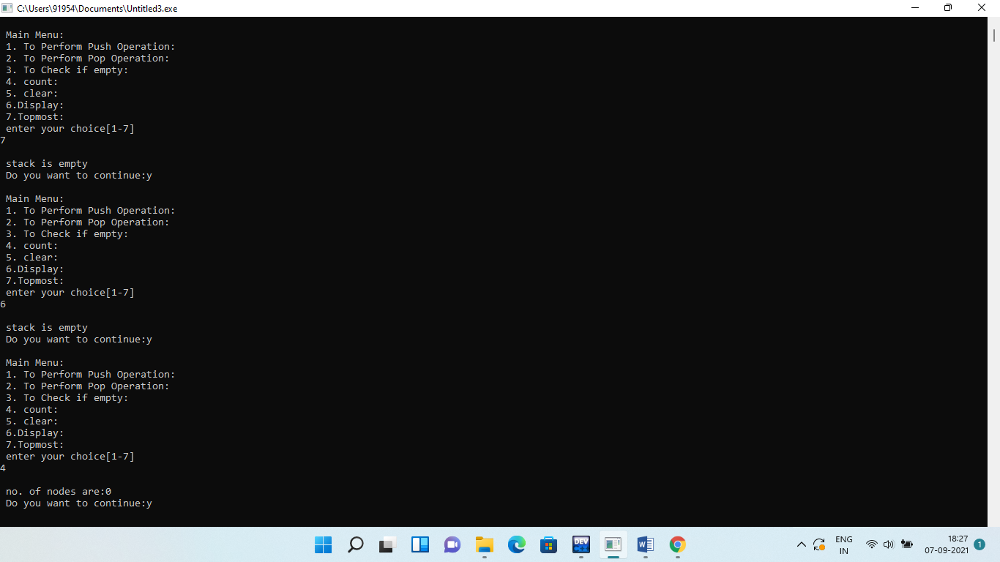 C:\Users\91954\Documents\Untitled3.exe
Main Menu:
1. To Perform Push Operation:
2. To Perform Pop Operation:
3. To Check if empty:
4. count:
5. clear:
6.Display:
7.Topmost:
enter your choice[1-7]
7
stack is empty
Do you want to continue:y
Main Menu:
1. To Perform Push Operation:
2. To Perform Pop Operation:
3. To Check if empty:
4. count:
5. clear:
6.Display:
7.Topmost:
enter your choice[1-7]
6
stack is empty
Do you want to continue:y
Main Menu:
1. To Perform Push Operation:
2. To Perform Pop Operation:
3. To Check if empty:
4. count:
5. clear:
6.Display:
7.Topmost:
enter your choice[1-7]
4
no. of nodes are:0
Do you want to continue:y
DEV
W
ENG
IN
18:27
07-09-2021
1